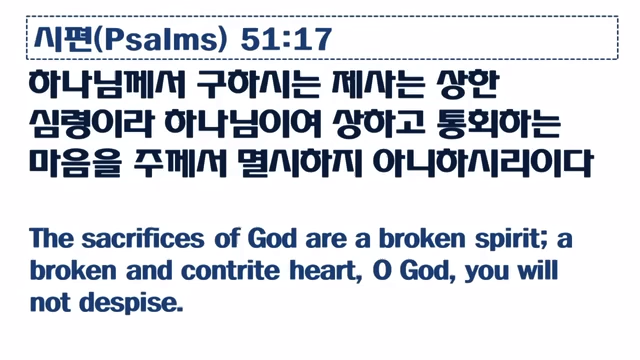 시편(Psalms) 51:17
하나님께서 구하시는 제사는 상한
심령이라 하나님이여 상하고 통회하는
마음을 주께서 멸시하지 아니하시리이다
The sacrifices of God are a broken spirit; a
broken and contrite heart, O God, you will
not despise.